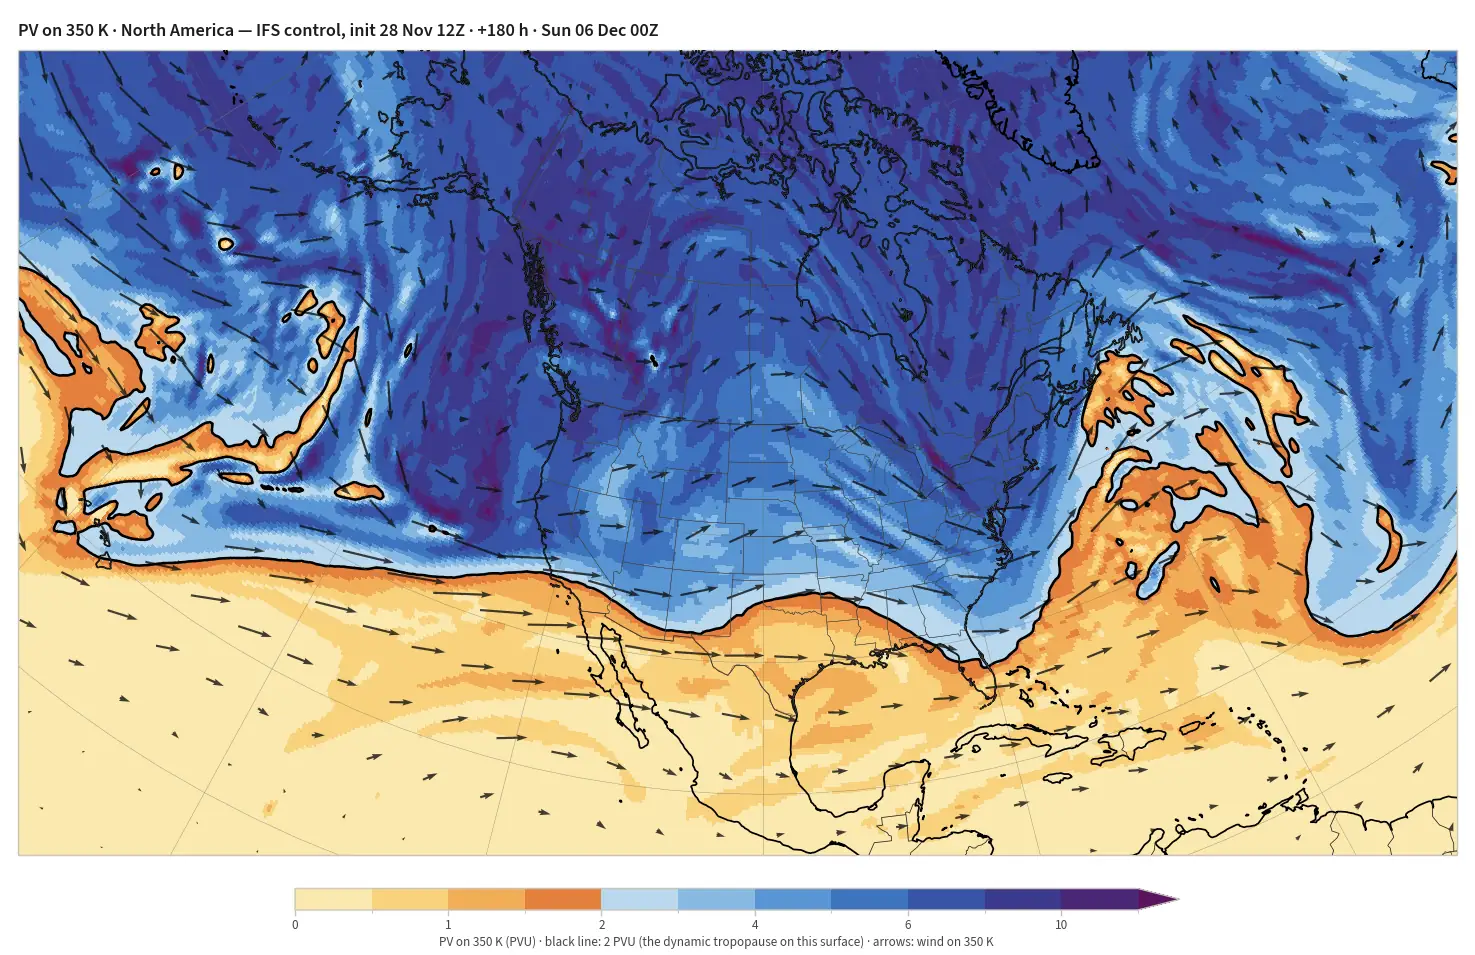 PV on 350 K · North America — IFS control, init 28 Nov 12Z · +180 h · Sun 06 Dec 00Z
0 1 2 4 6 10
PV on 350 K (PVU) · black line: 2 PVU (the dynamic tropopause on this surface) · arrows: wind on 350 K